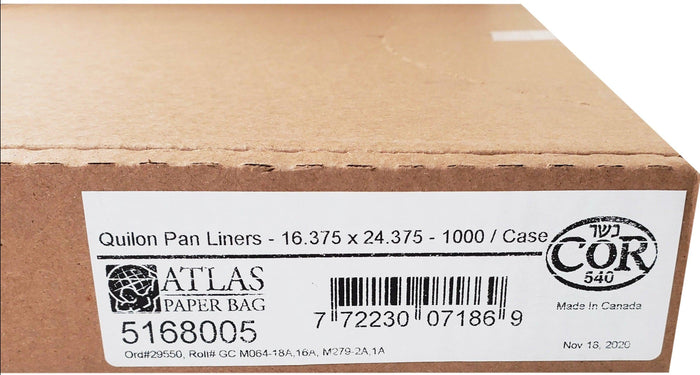 Quilon Pan Liners - 16.375 x 24.375 - 1000 / Case
כשר
COR
540
ATLAS
PAPER BAG
5168005
7 72230 07186 9
Made In Canada
Ord#29550, Roll# GC M064-18A,16A, M279-2A,1A
Nov 18, 2020